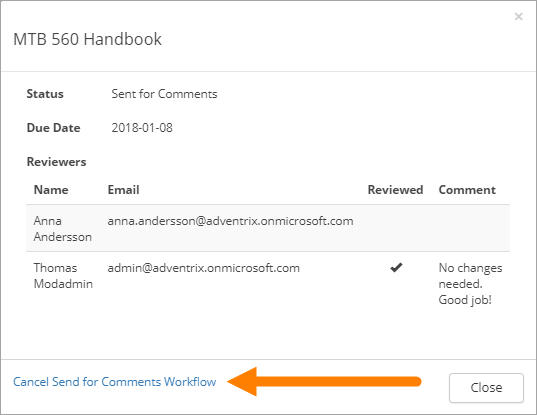 ×
MTB 560 Handbook
Status Sent for Comments
Due Date 2018-01-08
Reviewers
Name Email Reviewed Comment
Anna Andersson anna.andersson@adventrix.onmicrosoft.com
Thomas Modadmin admin@adventrix.onmicrosoft.com ✔ No changes needed. Good job!
Cancel Send for Comments Workflow
Close